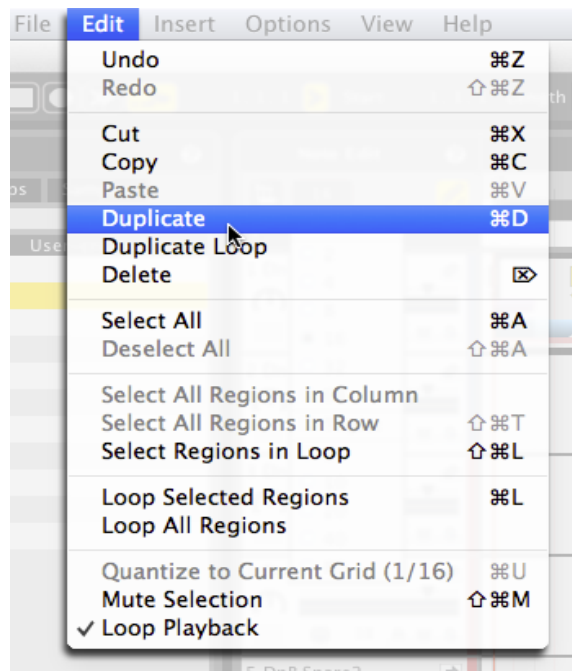 File Edit Insert Options View Help
Undo ⌘Z
Redo ⇧⌘Z
Cut ⌘X
Copy ⌘C
Paste ⌘V
Duplicate ⌘D
Duplicate Loop
Delete ⌦
Select All ⌘A
Deselect All ⇧⌘A
Select All Regions in Column
Select All Regions in Row ⇧⌘T
Select Regions in Loop ⇧⌘L
Loop Selected Regions ⌘L
Loop All Regions
Quantize to Current Grid (1/16) ⌘U
Mute Selection ⇧⌘M
✓ Loop Playback